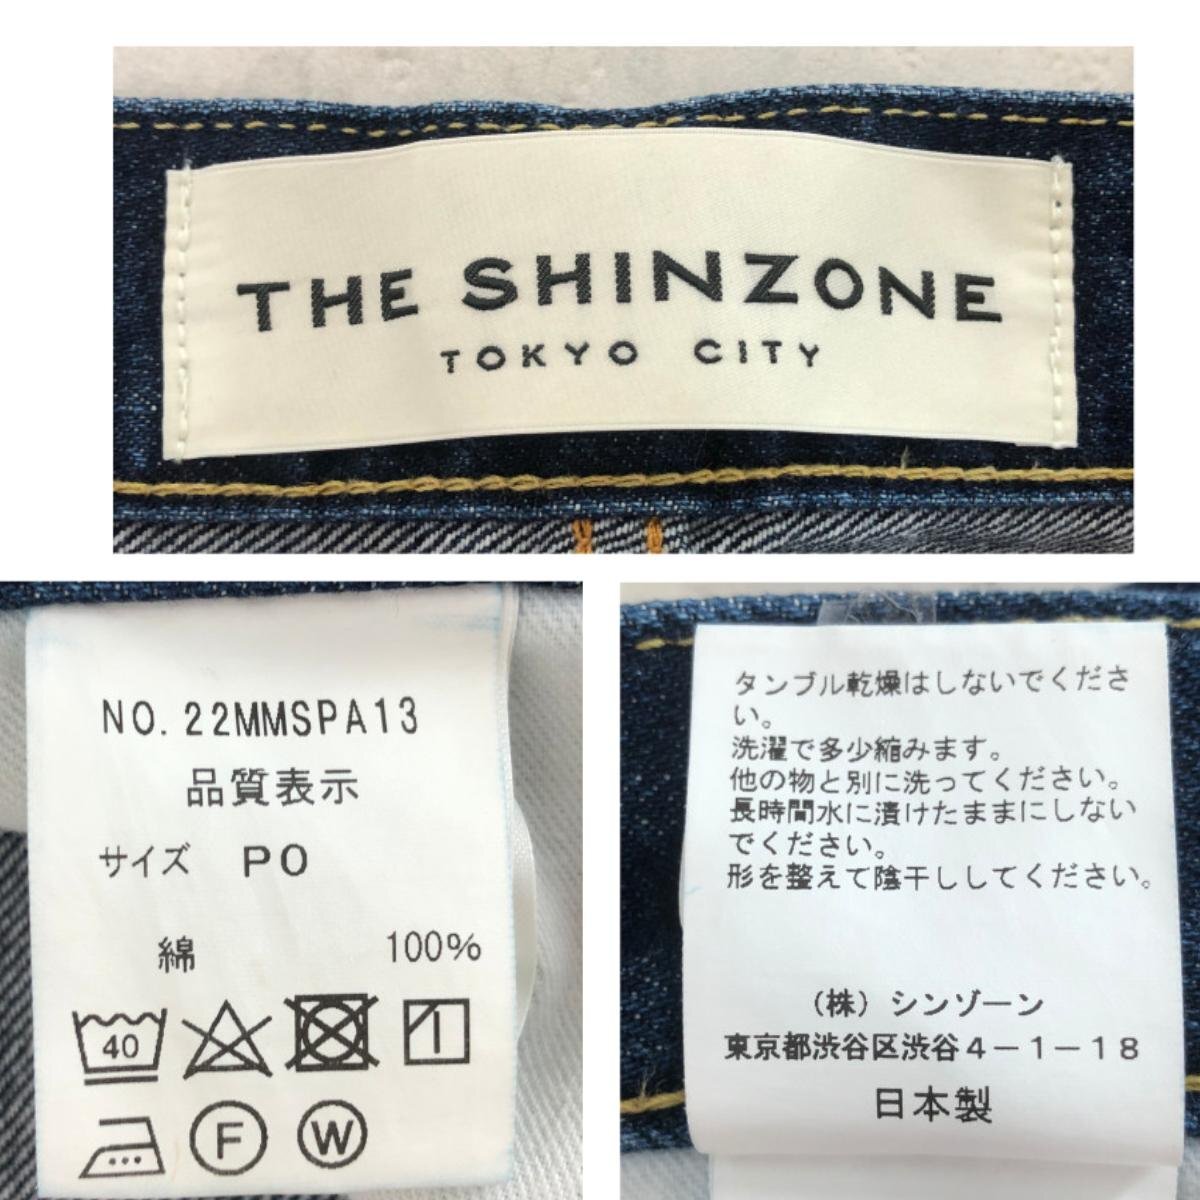 THE SHINZONE
TOKYO CITY
NO. 22MMSPA13
品質表示
サイズ PO
綿 100%
40
F W
タンブル乾燥はしないでくださ
い。
洗濯で多少縮みます。
他の物と別に洗ってください。
長時間水に漬けたままにしない
でください。
形を整えて陰干ししてください。
(株) シンゾーン
東京都渋谷区渋谷4-1-18
日本製